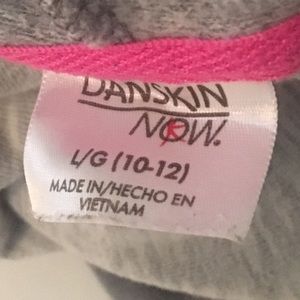 DANSKIN
NOW.
L/G (10-12)
MADE IN/HECHO EN
VIETNAM